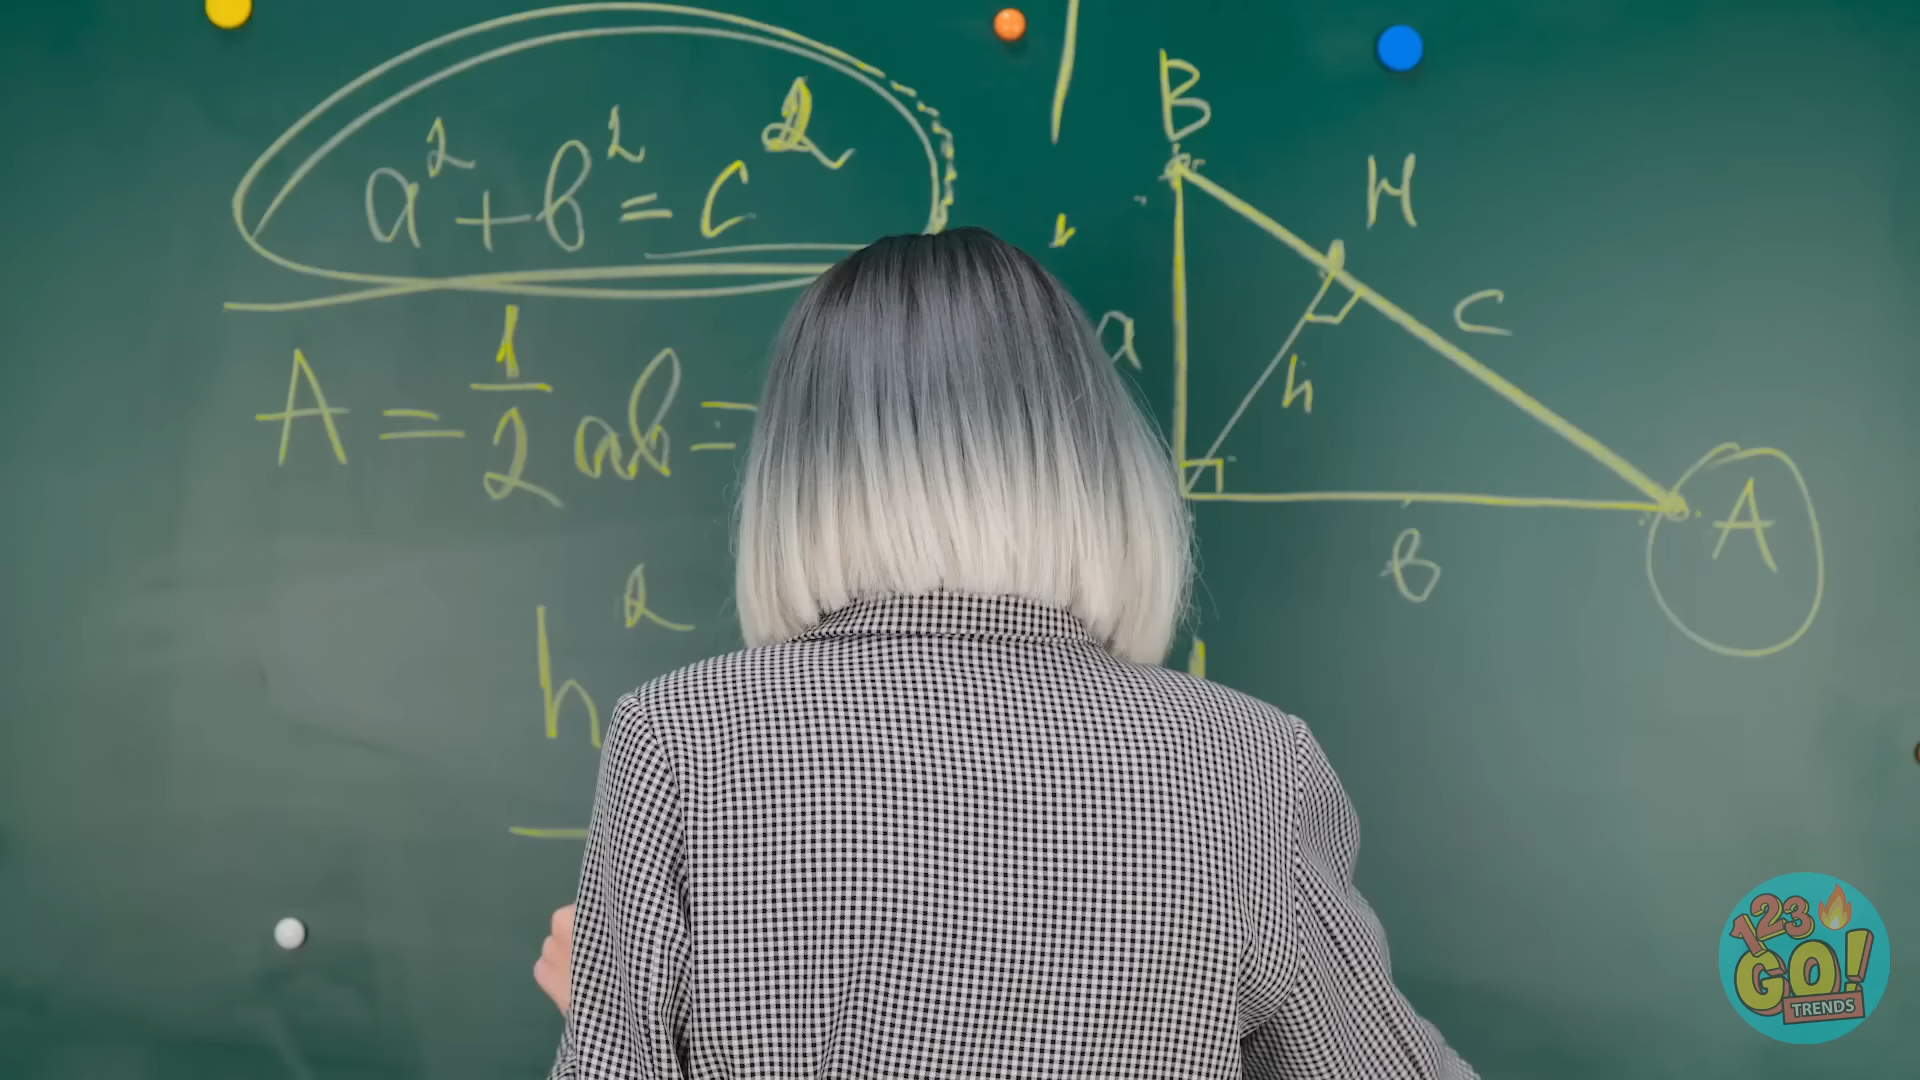 a² + b² = c²
A = 1/2 ab =
h²
B
H
a
c
h
b
A
123
GO!
TRENDS